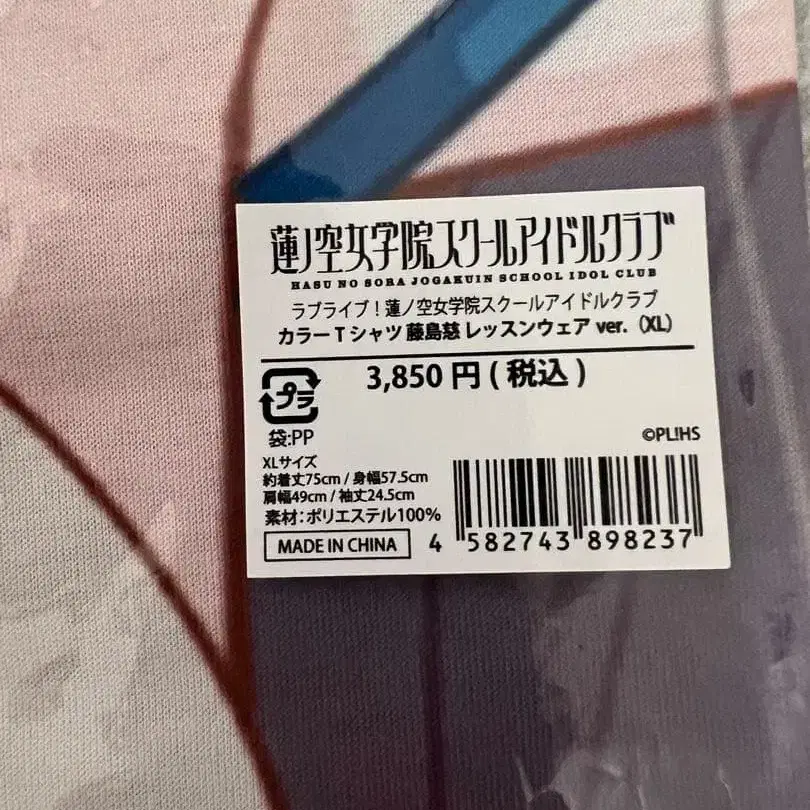 蓮ノ空女学院スクールアイドルクラブ
HASU NO SORA JOGAKUIN SCHOOL IDOL CLUB
ラブライブ！蓮ノ空女学院スクールアイドルクラブ
カラーTシャツ 藤島慈 レッスンウェア ver.（XL）
プラ
3,850 円 ( 税込 )
袋:PP
©PL!HS
XLサイズ
約着丈75cm / 身幅57.5cm
肩幅49cm / 袖丈24.5cm
素材：ポリエステル100%
MADE IN CHINA
4 582743 898237